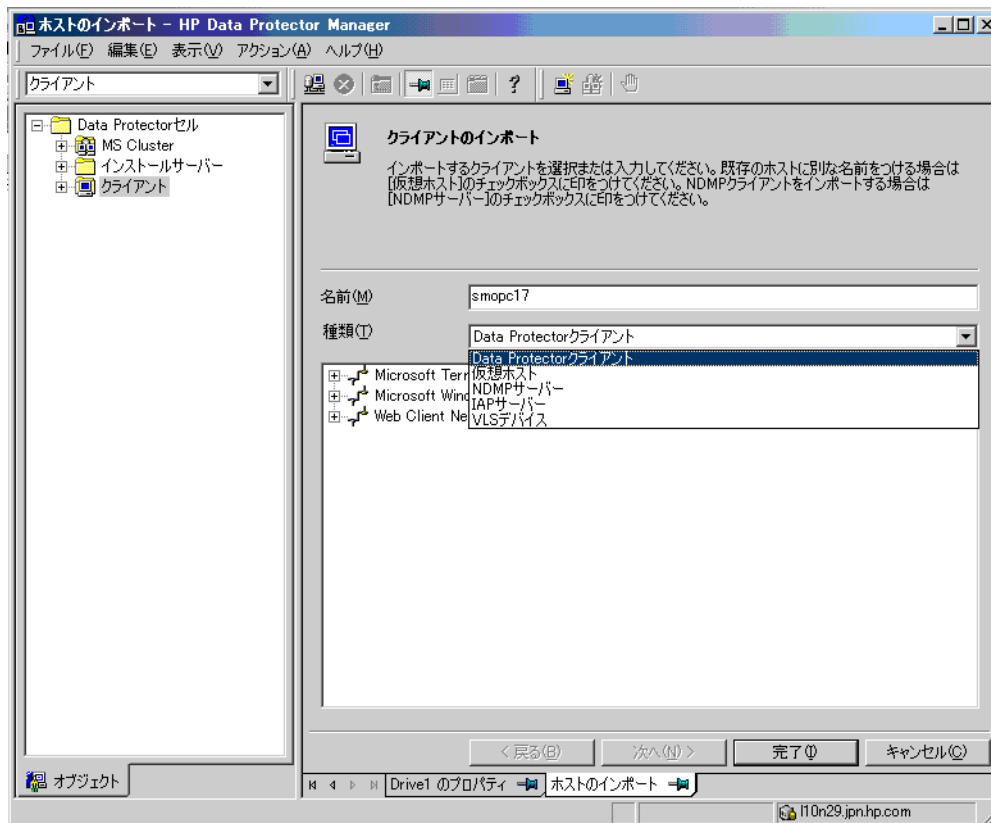 ホストのインポート - HP Data Protector Manager
ファイル(F) 編集(E) 表示(V) アクション(A) ヘルプ(H)
クライアント
Data Protectorセル
MS Cluster
インストールサーバー
クライアント
クライアントのインポート
インポートするクライアントを選択または入力してください。既存のホストに別な名前をつける場合は
[仮想ホスト]のチェックボックスに印をつけてください。NDMPクライアントをインポートする場合は
[NDMPサーバー]のチェックボックスに印をつけてください。
名前(M)
smopc17
種類(T)
Data Protectorクライアント
Data Protectorクライアント
仮想ホスト
NDMPサーバー
IAPサーバー
VLSデバイス
Microsoft Terr
Microsoft Wind
Web Client Ne
< 戻る(B)
次へ(N) >
完了(I)
キャンセル(C)
オブジェクト
Drive1 のプロパティ
ホストのインポート
l10n29.jpn.hp.com